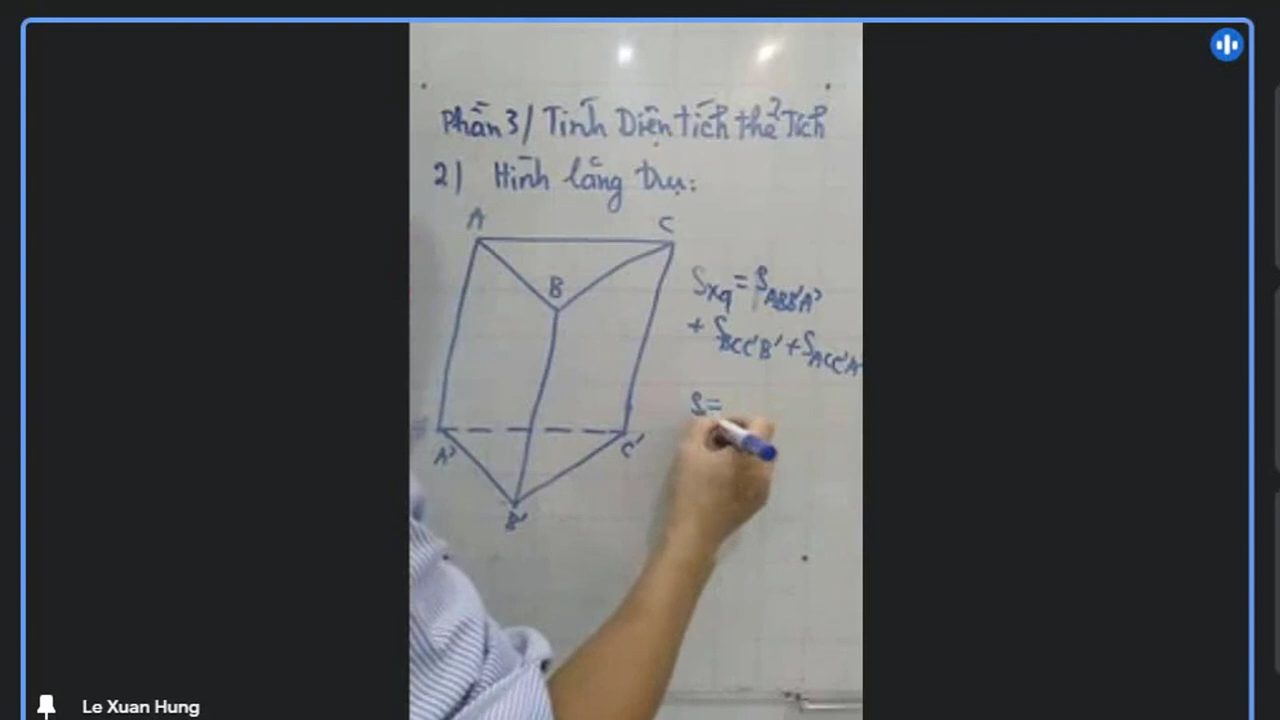 Phần 3/ Tính Diện tích thể Tích
2) Hình lăng trụ:
A
C
B
Sxq = SABB'A'
+ SBCC'B' + SACC'A'
S=
A'
C'
B'
Le Xuan Hung